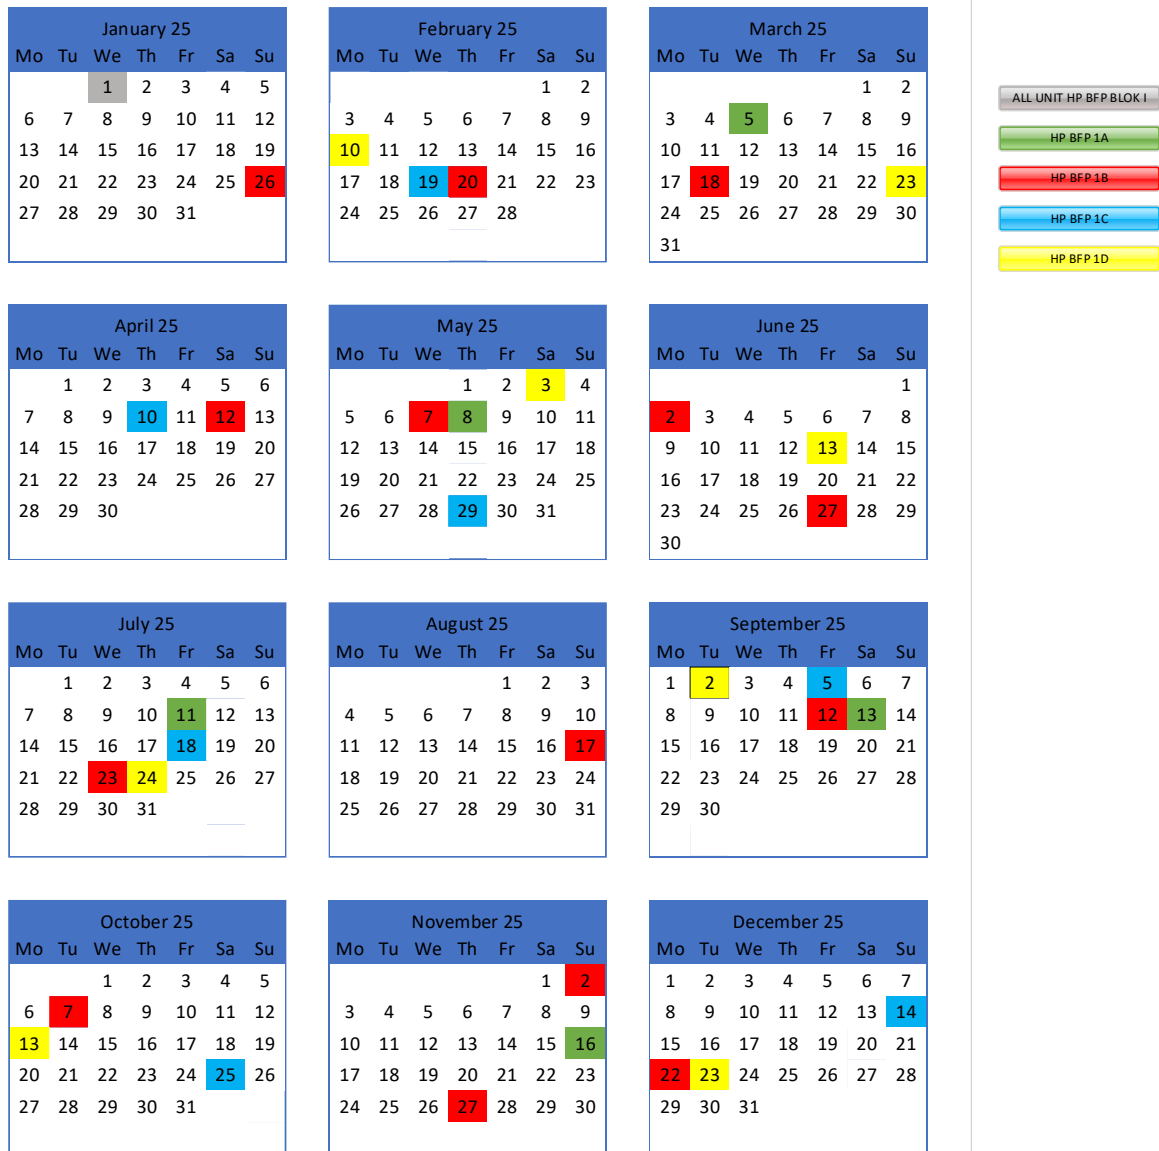 January 25
Mo Tu We Th Fr Sa Su
1 2 3 4 5
6 7 8 9 10 11 12
13 14 15 16 17 18 19
20 21 22 23 24 25 26
27 28 29 30 31
February 25
Mo Tu We Th Fr Sa Su
1 2
3 4 5 6 7 8 9
10 11 12 13 14 15 16
17 18 19 20 21 22 23
24 25 26 27 28
March 25
Mo Tu We Th Fr Sa Su
1 2
3 4 5 6 7 8 9
10 11 12 13 14 15 16
17 18 19 20 21 22 23
24 25 26 27 28 29 30
31
ALL UNIT HP BFP BLOK I
HP BFP 1A
HP BFP 1B
HP BFP 1C
HP BFP 1D
April 25
Mo Tu We Th Fr Sa Su
1 2 3 4 5 6
7 8 9 10 11 12 13
14 15 16 17 18 19 20
21 22 23 24 25 26 27
28 29 30
May 25
Mo Tu We Th Fr Sa Su
1 2 3 4
5 6 7 8 9 10 11
12 13 14 15 16 17 18
19 20 21 22 23 24 25
26 27 28 29 30 31
June 25
Mo Tu We Th Fr Sa Su
1
2 3 4 5 6 7 8
9 10 11 12 13 14 15
16 17 18 19 20 21 22
23 24 25 26 27 28 29
30
July 25
Mo Tu We Th Fr Sa Su
1 2 3 4 5 6
7 8 9 10 11 12 13
14 15 16 17 18 19 20
21 22 23 24 25 26 27
28 29 30 31
August 25
Mo Tu We Th Fr Sa Su
1 2 3
4 5 6 7 8 9 10
11 12 13 14 15 16 17
18 19 20 21 22 23 24
25 26 27 28 29 30 31
September 25
Mo Tu We Th Fr Sa Su
1 2 3 4 5 6 7
8 9 10 11 12 13 14
15 16 17 18 19 20 21
22 23 24 25 26 27 28
29 30
October 25
Mo Tu We Th Fr Sa Su
1 2 3 4 5
6 7 8 9 10 11 12
13 14 15 16 17 18 19
20 21 22 23 24 25 26
27 28 29 30 31
November 25
Mo Tu We Th Fr Sa Su
1 2
3 4 5 6 7 8 9
10 11 12 13 14 15 16
17 18 19 20 21 22 23
24 25 26 27 28 29 30
December 25
Mo Tu We Th Fr Sa Su
1 2 3 4 5 6 7
8 9 10 11 12 13 14
15 16 17 18 19 20 21
22 23 24 25 26 27 28
29 30 31